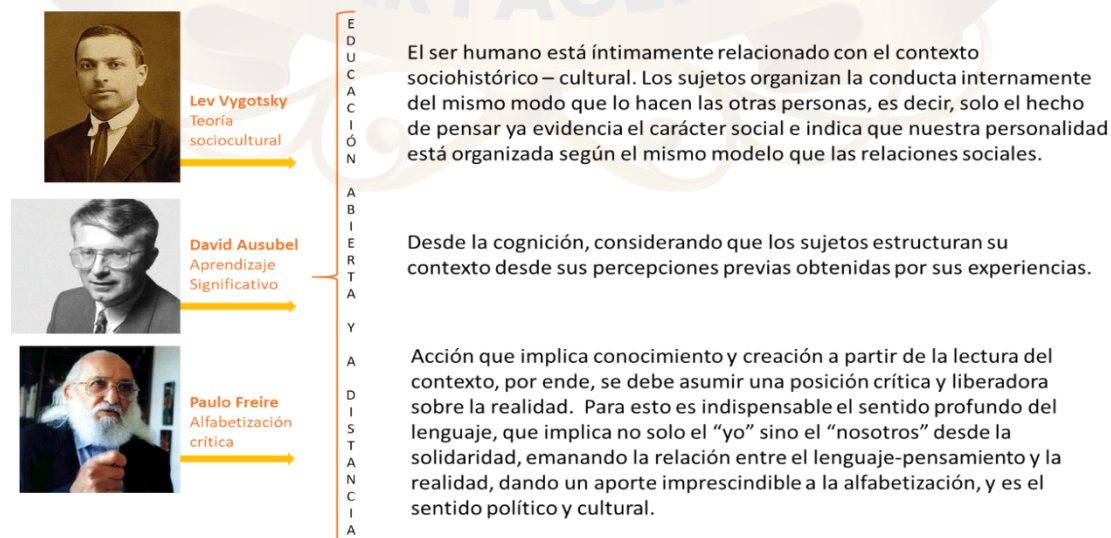 Lev Vygotsky
Teoría
sociocultural
David Ausubel
Aprendizaje
Significativo
Paulo Freire
Alfabetización
crítica
EDUCACIÓN ABIERTA Y A DISTANCIA
El ser humano está íntimamente relacionado con el contexto
sociohistórico – cultural. Los sujetos organizan la conducta internamente
del mismo modo que lo hacen las otras personas, es decir, solo el hecho
de pensar ya evidencia el carácter social e indica que nuestra personalidad
está organizada según el mismo modelo que las relaciones sociales.
Desde la cognición, considerando que los sujetos estructuran su
contexto desde sus percepciones previas obtenidas por sus experiencias.
Acción que implica conocimiento y creación a partir de la lectura del
contexto, por ende, se debe asumir una posición crítica y liberadora
sobre la realidad. Para esto es indispensable el sentido profundo del
lenguaje, que implica no solo el “yo” sino el “nosotros” desde la
solidaridad, emanando la relación entre el lenguaje-pensamiento y la
realidad, dando un aporte imprescindible a la alfabetización, y es el
sentido político y cultural.